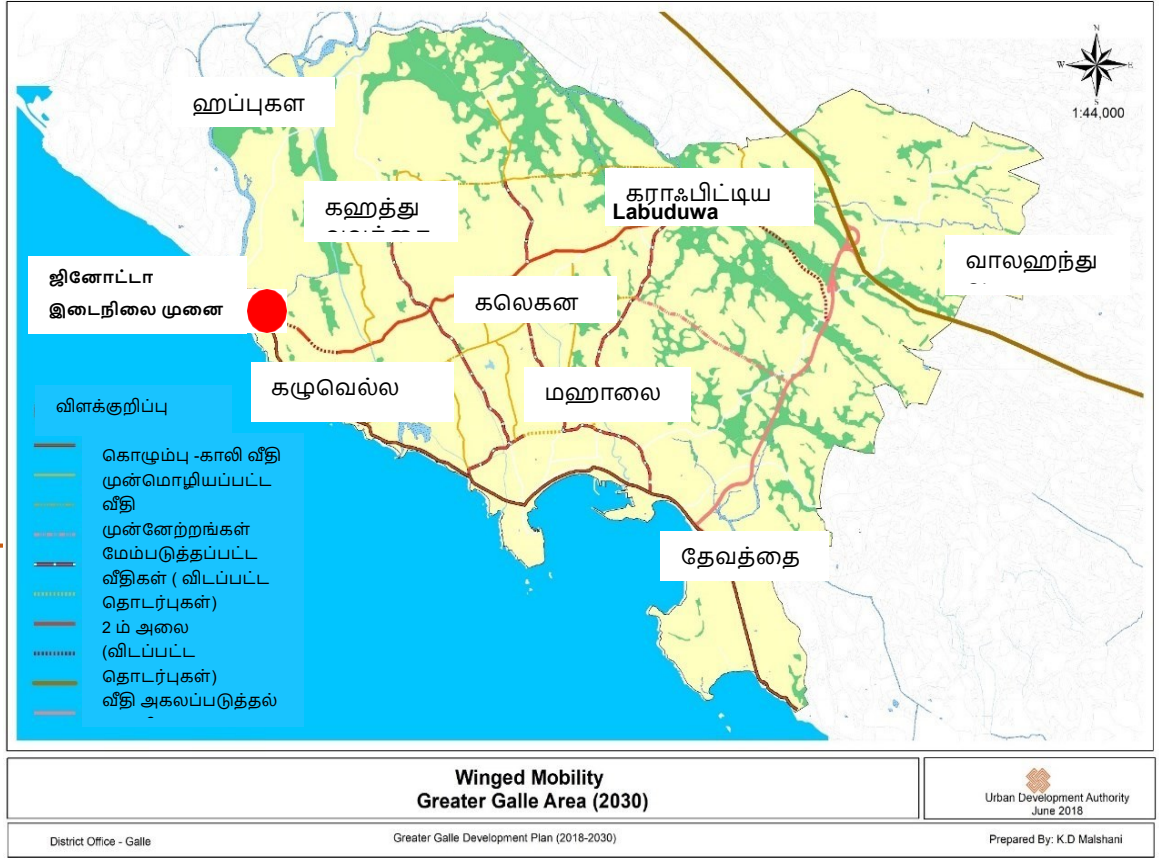 N
W
E
S
1:44,000
ஹப்புகள
கஹத்து
கராஃபிட்டிய
Labuduwa
வாலஹந்து
ஜினோட்டா
இடைநிலை முனை
கலெகன
கழுவெல்ல
மஹாலை
தேவத்தை
விளக்குறிப்பு
கொழும்பு -காலி வீதி
முன்மொழியப்பட்ட
வீதி
முன்னேற்றங்கள்
மேம்படுத்தப்பட்ட
வீதிகள் ( விடப்பட்ட
தொடர்புகள்)
2 ம் அலை
(விடப்பட்ட
தொடர்புகள்)
வீதி அகலப்படுத்தல்
Winged Mobility
Greater Galle Area (2030)
Urban Development Authority
June 2018
District Office - Galle
Greater Galle Development Plan (2018-2030)
Prepared By: K.D Malshani